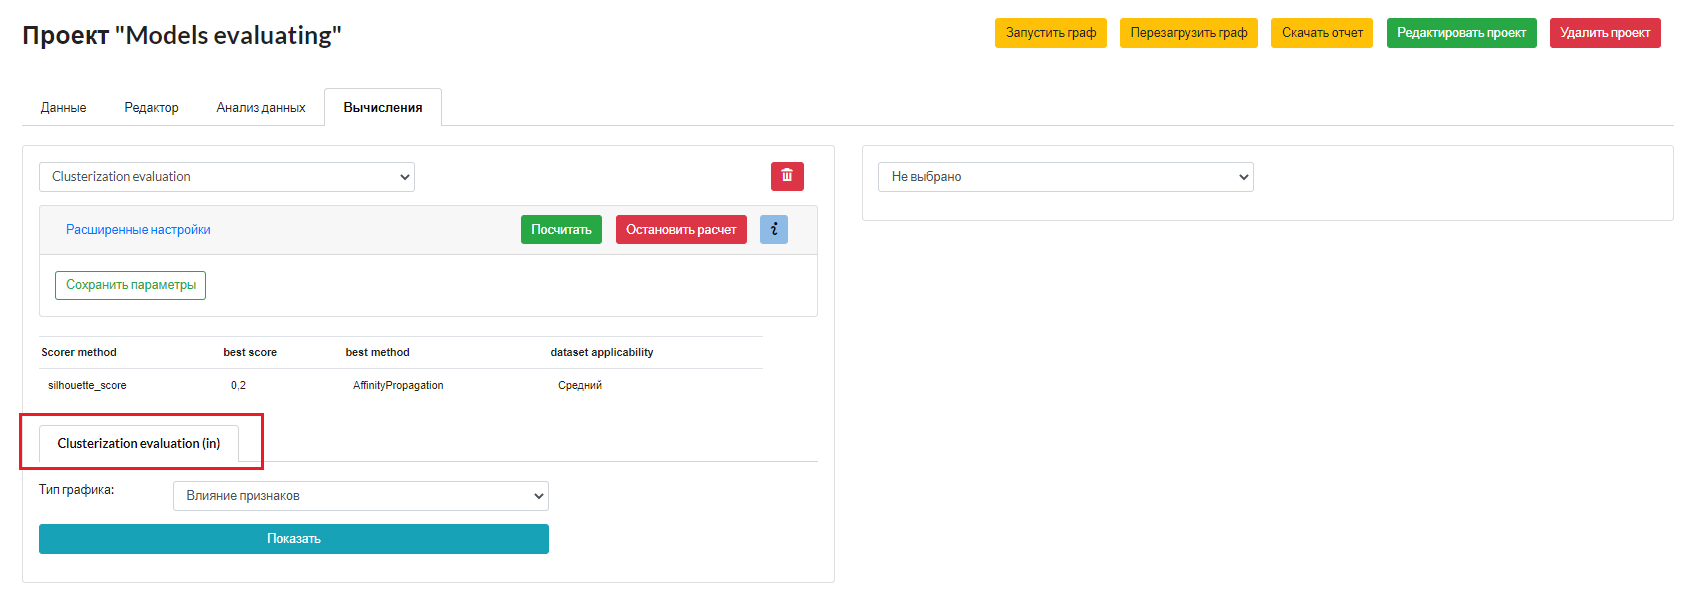 Проект "Models evaluating"
Запустить граф
Перезагрузить граф
Скачать отчет
Редактировать проект
Удалить проект
Данные
Редактор
Анализ данных
Вычисления
Clusterization evaluation
Не выбрано
Расширенные настройки
Посчитать
Остановить расчет
i
Сохранить параметры
Scorer method best score best method dataset applicability
silhouette_score 0,2 AffinityPropagation Средний
Clusterization evaluation (in)
Тип графика:
Влияние признаков
Показать